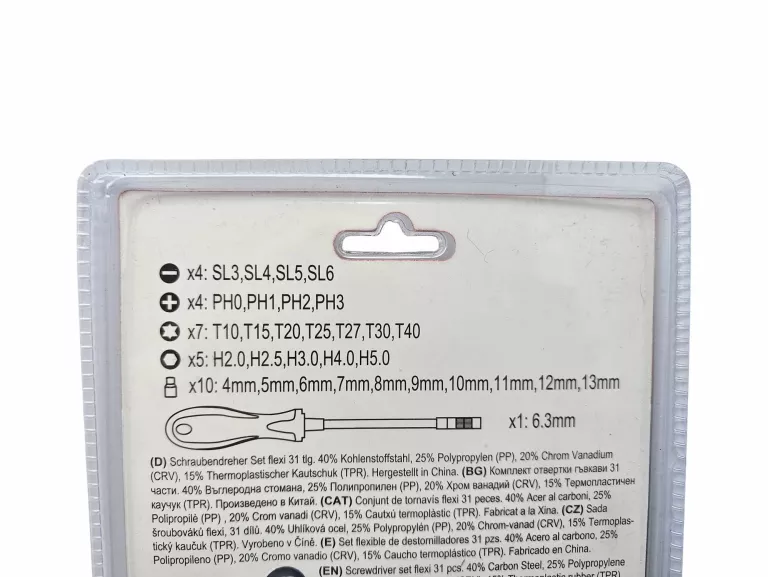 x4: SL3,SL4,SL5,SL6
x4: PH0,PH1,PH2,PH3
x7: T10,T15,T20,T25,T27,T30,T40
x5: H2.0,H2.5,H3.0,H4.0,H5.0
x10: 4mm,5mm,6mm,7mm,8mm,9mm,10mm,11mm,12mm,13mm
x1: 6.3mm
(D) Schraubendreher Set flexi 31 tlg. 40% Kohlenstoffstahl, 25% Polypropylen (PP), 20% Chrom Vanadium
(CRV), 15% Thermoplastischer Kautschuk (TPR). Hergestellt in China. (BG) Комплект отвертки гъвкави 31
части. 40% Въглеродна стомана, 25% Полипропилен (PP), 20% Хром ванадий (CRV), 15% Термопластичен
каучук (TPR). Произведено в Китай. (CAT) Conjunt de tornavís flexi 31 peces. 40% Acer al carboni, 25%
Polipropilé (PP) , 20% Crom vanadi (CRV), 15% Cautxú termoplàstic (TPR). Fabricat a la Xina. (CZ) Sada
šroubováků flexi, 31 dílů. 40% Uhlíková ocel, 25% Polypropylén (PP), 20% Chrom-vanad (CRV), 15% Termoplas-
tický kaučuk (TPR). Vyrobeno v Číně. (E) Set flexible de destornilladores 31 pzs. 40% Acero al carbono, 25%
Polipropileno (PP), 20% Cromo vanadio (CRV), 15% Caucho termoplástico (TPR). Fabricado en China.
(EN) Screwdriver set flexi 31 pcs. 40% Carbon Steel, 25% Polypropylene
15% Thermoplastic rubber (TPR)